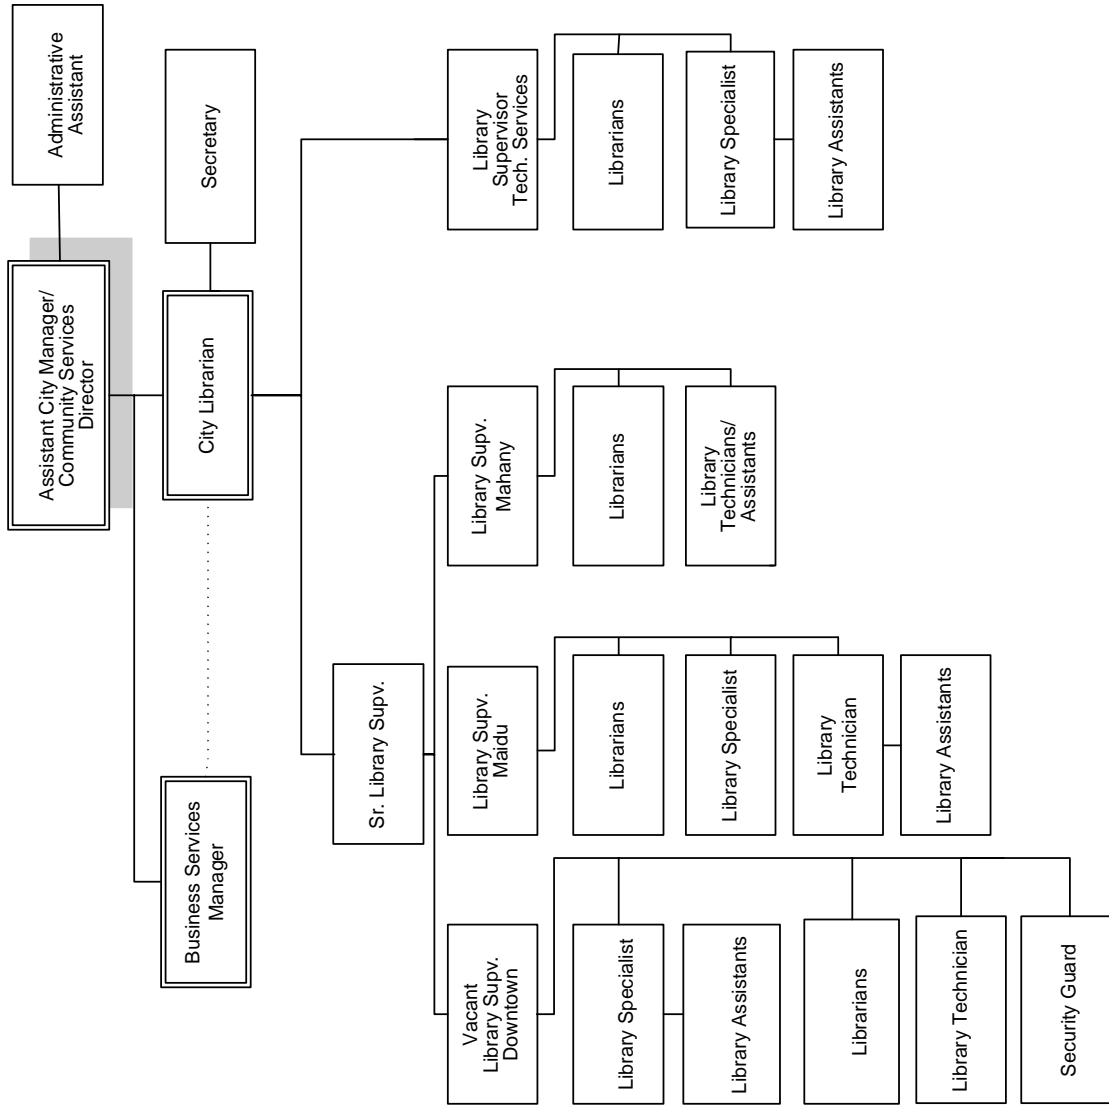 Administrative
Assistant
Assistant City Manager/
Community Services
Director
Secretary
City Librarian
Business Services
Manager
Sr. Library Supv.
Vacant
Library Supv.
Downtown
Library Specialist
Library Assistants
Librarians
Library Technician
Security Guard
Library Supv.
Maidu
Librarians
Library Specialist
Library
Technician
Library Assistants
Library Supv.
Mahany
Librarians
Library
Technicians/
Assistants
Library
Supervisor
Tech. Services
Librarians
Library Specialist
Library Assistants